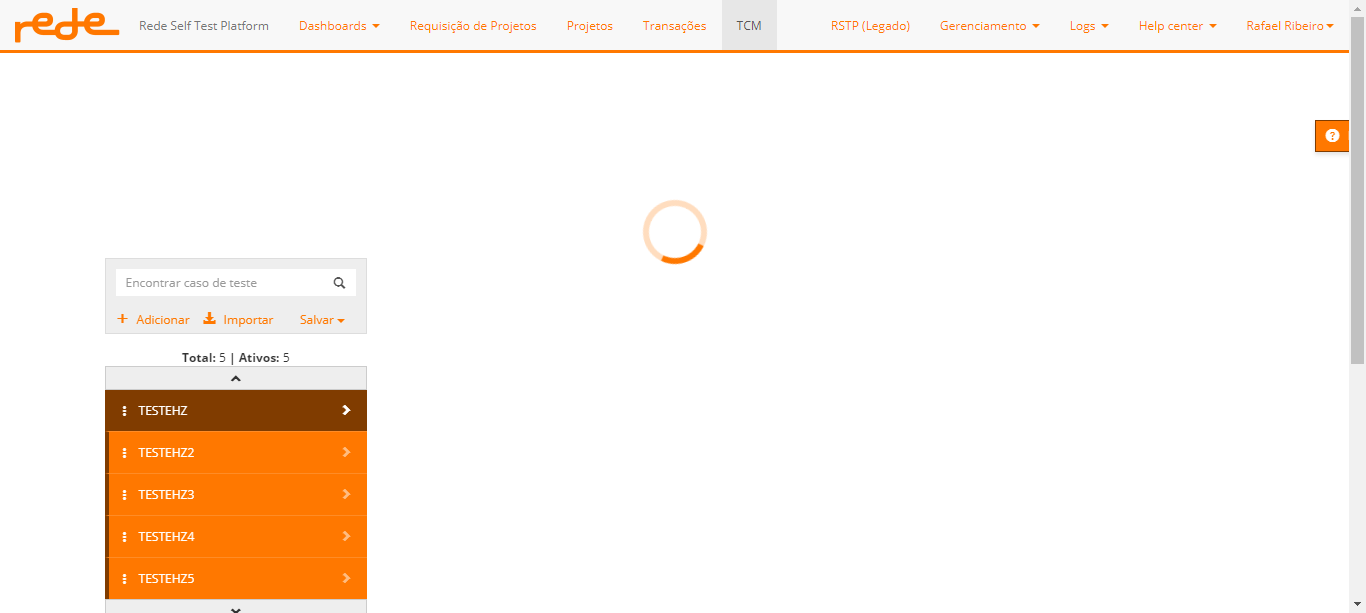 rede Rede Self Test Platform Dashboards Requisição de Projetos Projetos Transações TCM RSTP (Legado) Gerenciamento Logs Help center Rafael Ribeiro
Encontrar caso de teste
+ Adicionar Importar Salvar
Total: 5 | Ativos: 5
TESTEHZ
TESTEHZ2
TESTEHZ3
TESTEHZ4
TESTEHZ5